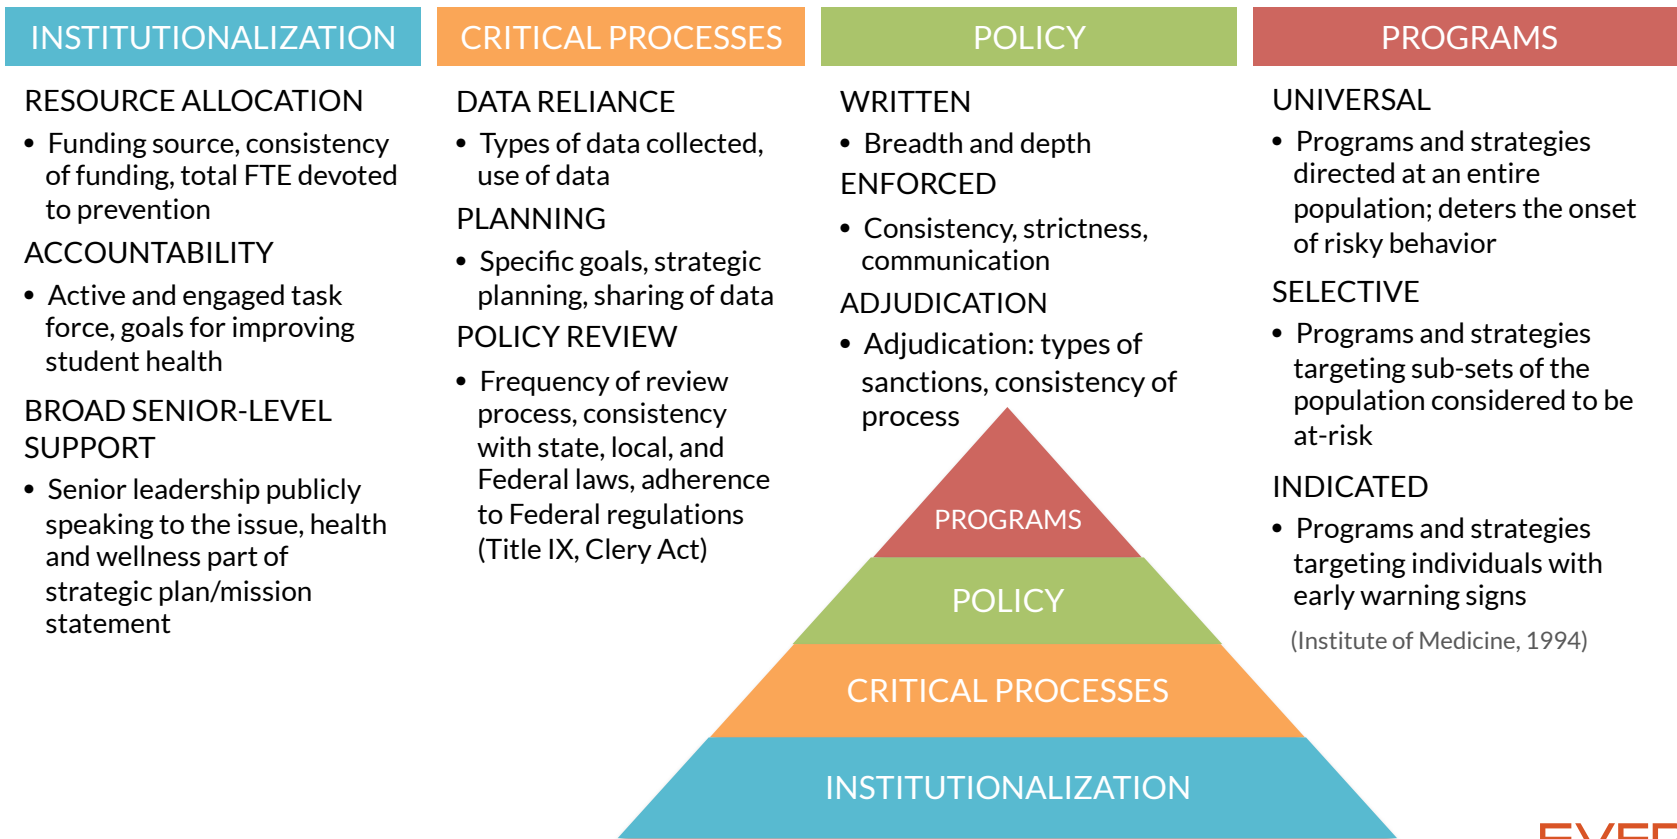 INSTITUTIONALIZATION
RESOURCE ALLOCATION
• Funding source, consistency
of funding, total FTE devoted
to prevention
ACCOUNTABILITY
• Active and engaged task
force, goals for improving
student health
BROAD SENIOR-LEVEL
SUPPORT
• Senior leadership publicly
speaking to the issue, health
and wellness part of
strategic plan/mission
statement
CRITICAL PROCESSES
DATA RELIANCE
• Types of data collected,
use of data
PLANNING
• Specific goals, strategic
planning, sharing of data
POLICY REVIEW
• Frequency of review
process, consistency
with state, local, and
Federal laws, adherence
to Federal regulations
(Title IX, Clery Act)
POLICY
WRITTEN
• Breadth and depth
ENFORCED
• Consistency, strictness,
communication
ADJUDICATION
• Adjudication: types of
sanctions, consistency of
process
PROGRAMS
UNIVERSAL
• Programs and strategies
directed at an entire
population; deters the onset
of risky behavior
SELECTIVE
• Programs and strategies
targeting sub-sets of the
population considered to be
at-risk
INDICATED
• Programs and strategies
targeting individuals with
early warning signs
(Institute of Medicine, 1994)
PROGRAMS
POLICY
CRITICAL PROCESSES
INSTITUTIONALIZATION